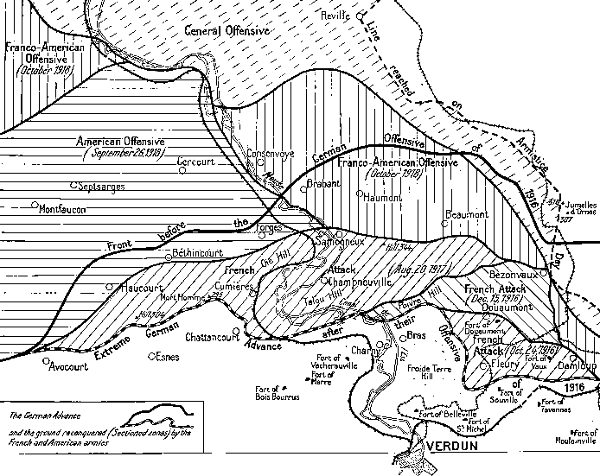 Reville
General Offensive
Line
reached
on
Armistice
Day
Franco-American
Offensive
(October 1918)
American Offensive
(September 26, 1918)
Gercourt
Septsarges
Montfaucon
Consenvoye
Meuse
German
Offensive
of
1916
Franco-American Offensive
(October 1918)
Brabant
Haumont
Beaumont
Jumelles
d'Ornes
Front before the
Forges
Samogneux
Hill 344
Béthincourt
Oie Hill
French
Attack
(Aug. 20, 1917)
Bezonvaux
Haucourt
Mort Homme
295
Cumières
Champneuville
Talou Hill
Canal
Poivre Hill
French Attack
(Dec. 15, 1916)
Douaumont
Hill 304
Chattancourt
Extreme German Advance after their
Offensive
of
1916
Avocourt
Esnes
Fort of
Vacherauville
Fort of
Marre
Fort of
Bois Bourrus
Charny
Bras
Froide Terre
Hill
Fort of
Douaumont
French
Attack (Oct. 24, 1916)
Fleury
Fort of
Vaux
Damloup
Fort of
Souville
Fort of
Tavannes
Fort of Belleville
Fort of
St Michel
Fort of
Moulainville
VERDUN
The German Advance
and the ground reconquered (Sectioned zones) by the
French and American armies